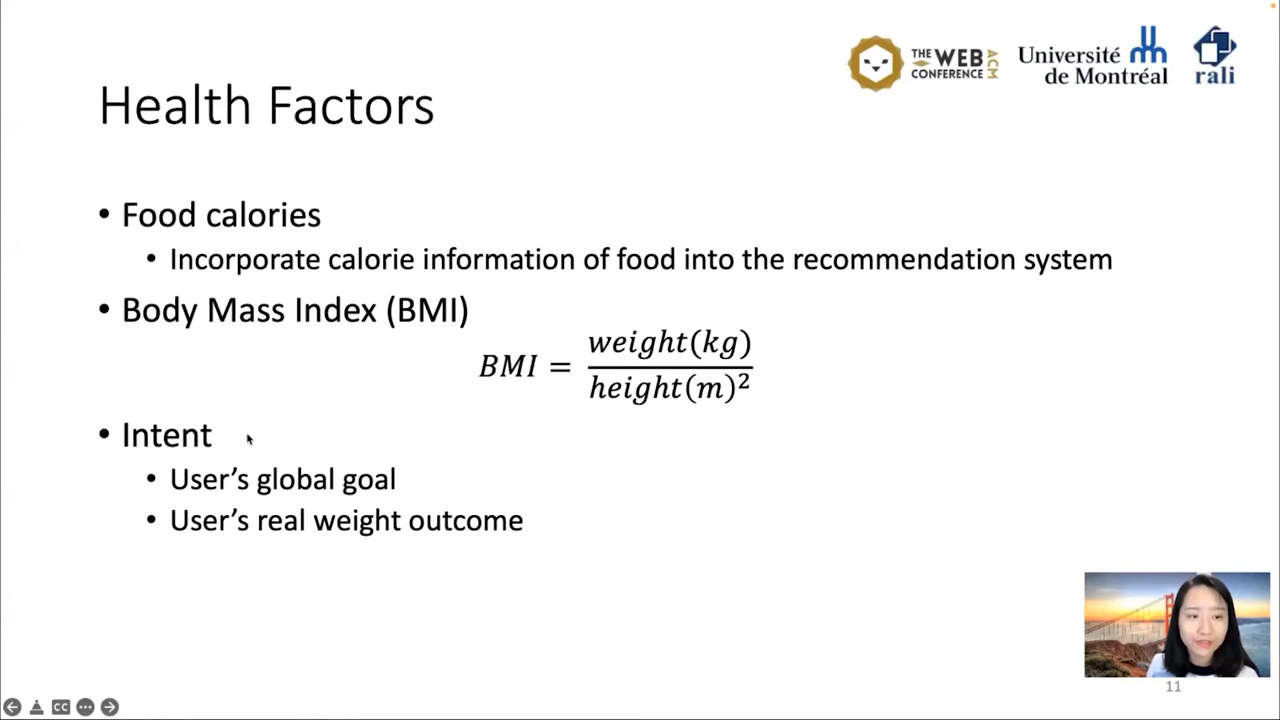 THE WEB CONFERENCE ACM
Université de Montréal
rali
Health Factors
• Food calories
• Incorporate calorie information of food into the recommendation system
• Body Mass Index (BMI)
BMI = weight(kg) / height(m)²
• Intent
• User’s global goal
• User’s real weight outcome
11
CC